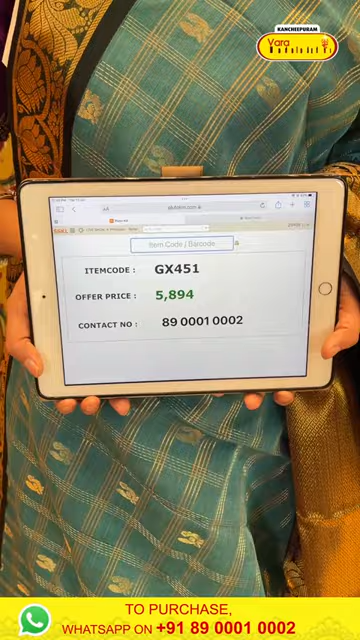 KANCHEEPURAM
Vara
AA
Item Code / Barcode
ITEMCODE : GX451
OFFER PRICE : 5,894
CONTACT NO : 89 0001 0002
TO PURCHASE,
WHATSAPP ON +91 89 0001 0002